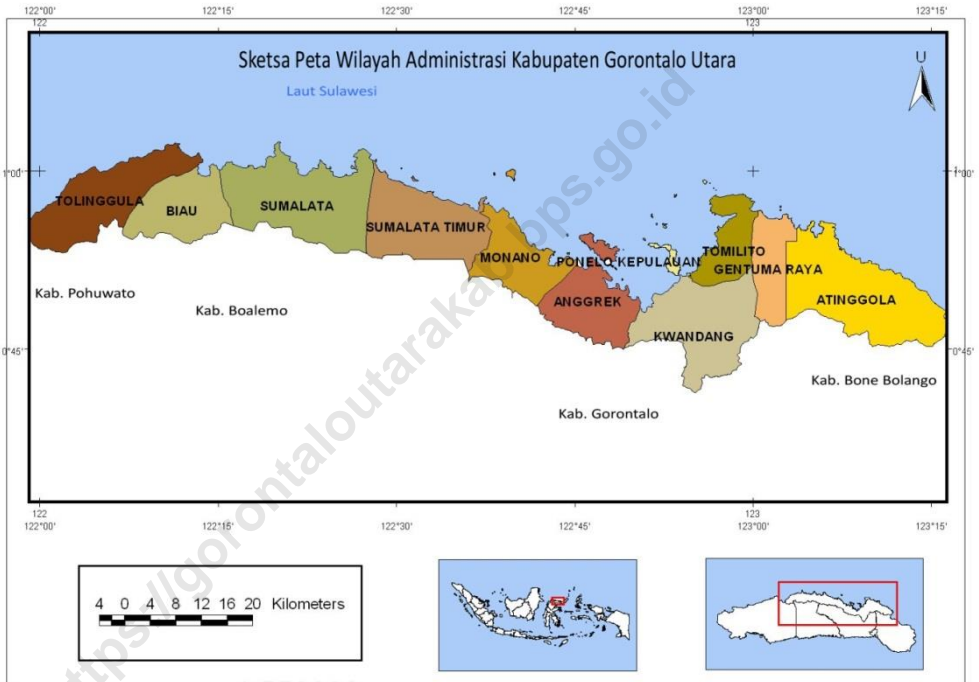 122°00' 122°15' 122°30' 122°45' 123°00' 123°15'
122 123
Sketsa Peta Wilayah Administrasi Kabupaten Gorontalo Utara
U
Laut Sulawesi
1°00' 1°00'
TOLINGGULA
BIAU
SUMALATA
SUMALATA TIMUR
MONANO
PONELO KEPULAUAN
TOMILITO
GENTUMA RAYA
ANGGREK
ATINGGOLA
KWANDANG
Kab. Pohuwato
Kab. Boalemo
0°45' 0°45'
Kab. Bone Bolango
Kab. Gorontalo
122 123
122°00' 122°15' 122°30' 122°45' 123°00' 123°15'
4 0 4 8 12 16 20 Kilometers
https://gorontaloutarakab.bps.go.id